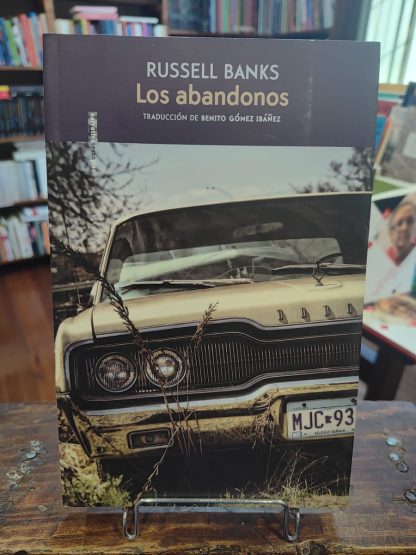 RUSSELL BANKS
Los abandonos
TRADUCCIÓN DE BENITO GÓMEZ IBÁÑEZ
DODGE
MJC 93